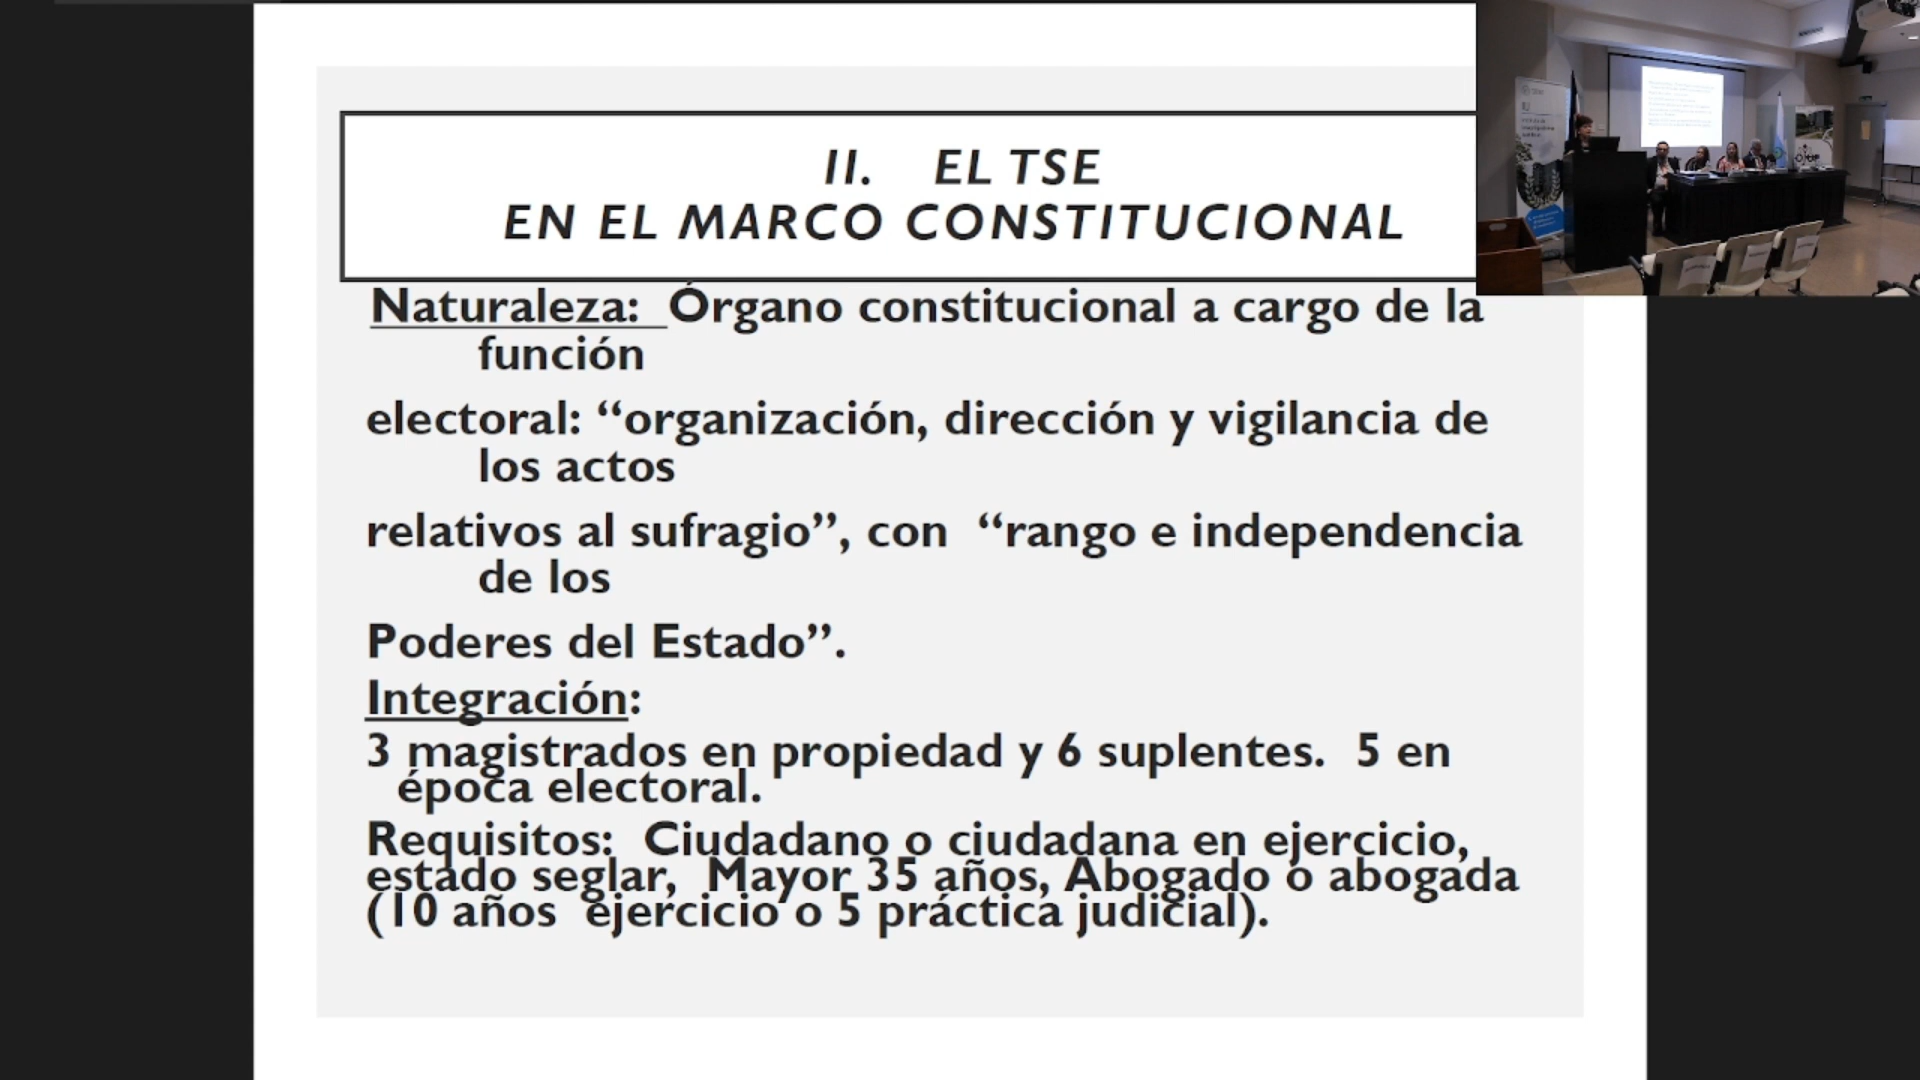 II. EL TSE
EN EL MARCO CONSTITUCIONAL
Naturaleza: Órgano constitucional a cargo de la
función
electoral: “organización, dirección y vigilancia de
los actos
relativos al sufragio”, con “rango e independencia
de los
Poderes del Estado”.
Integración:
3 magistrados en propiedad y 6 suplentes. 5 en
época electoral.
Requisitos: Ciudadano o ciudadana en ejercicio,
estado seglar, Mayor 35 años, Abogado o abogada
(10 años ejercicio o 5 práctica judicial).